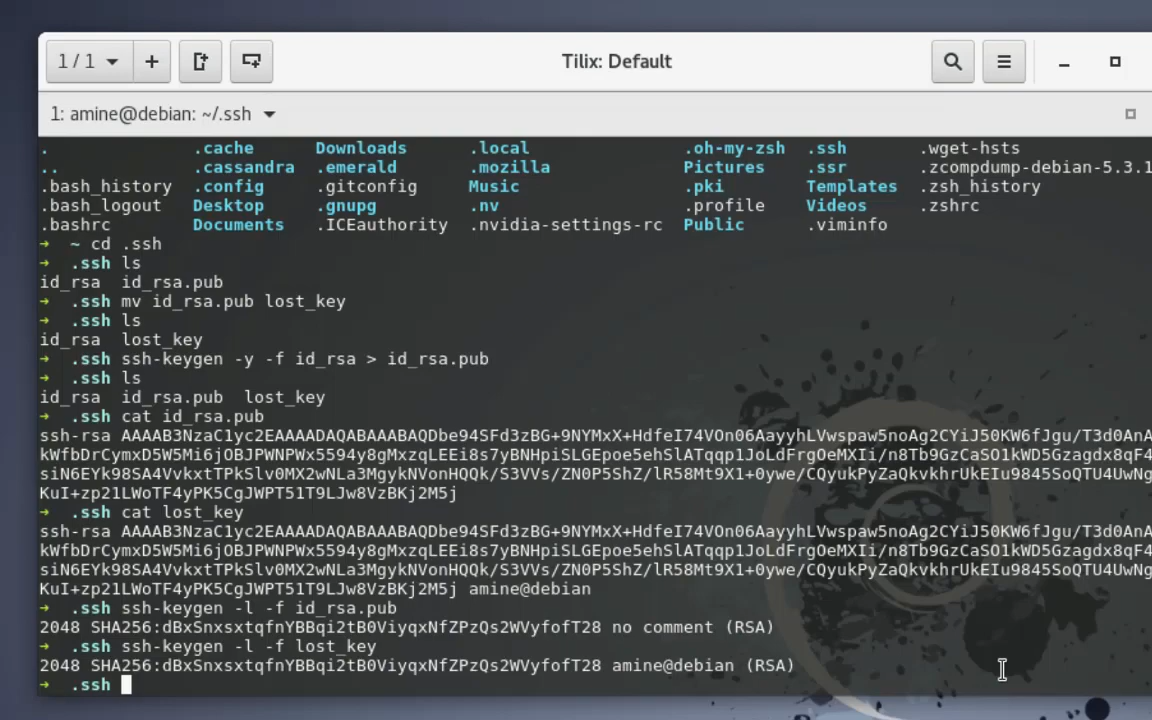 1 / 1
Tilix: Default
1: amine@debian: ~/.ssh
. .cache Downloads .local .oh-my-zsh .ssh .wget-hsts
.. .cassandra .emerald .mozilla Pictures .ssr .zcompdump-debian-5.3.1
.bash_history .config .gitconfig Music .pki Templates .zsh_history
.bash_logout Desktop .gnupg .nv .profile Videos .zshrc
.bashrc Documents .ICEauthority .nvidia-settings-rc Public .viminfo
→ ~ cd .ssh
→ .ssh ls
id_rsa id_rsa.pub
→ .ssh mv id_rsa.pub lost_key
→ .ssh ls
id_rsa lost_key
→ .ssh ssh-keygen -y -f id_rsa > id_rsa.pub
→ .ssh ls
id_rsa id_rsa.pub lost_key
→ .ssh cat id_rsa.pub
ssh-rsa AAAAB3NzaC1yc2EAAAADAQABAAABAQDbe94SFd3zBG+9NYMxX+HdfeI74VOn06AayyhLVwspaw5noAg2CYiJ50KW6fJgu/T3d0AnA
kWfbDrCymxD5W5Mi6jOBJPWNPWx5594y8gMxzqLEEi8s7yBNHpiSLGEpoe5ehSlATqqp1JoLdFrgOeMXIi/n8Tb9GzCaSO1kWD5Gzagdx8qF4
siN6EYk98SA4VvkxtTPkSlv0MX2wNLa3MgykNVonHQQk/S3VVs/ZN0P5ShZ/lR58Mt9X1+0ywe/CQyukPyZaQkvkhrUkEIu9845SoQTU4UwNg
KuI+zp21LWoTF4yPK5CgJWPT51T9LJw8VzBKj2M5j
→ .ssh cat lost_key
ssh-rsa AAAAB3NzaC1yc2EAAAADAQABAAABAQDbe94SFd3zBG+9NYMxX+HdfeI74VOn06AayyhLVwspaw5noAg2CYiJ50KW6fJgu/T3d0AnA
kWfbDrCymxD5W5Mi6jOBJPWNPWx5594y8gMxzqLEEi8s7yBNHpiSLGEpoe5ehSlATqqp1JoLdFrgOeMXIi/n8Tb9GzCaSO1kWD5Gzagdx8qF4
siN6EYk98SA4VvkxtTPkSlv0MX2wNLa3MgykNVonHQQk/S3VVs/ZN0P5ShZ/lR58Mt9X1+0ywe/CQyukPyZaQkvkhrUkEIu9845SoQTU4UwNg
KuI+zp21LWoTF4yPK5CgJWPT51T9LJw8VzBKj2M5j amine@debian
→ .ssh ssh-keygen -l -f id_rsa.pub
2048 SHA256:dBxSnxsxtqfnYBBqi2tB0ViyqxNfZPzQs2WVyfofT28 no comment (RSA)
→ .ssh ssh-keygen -l -f lost_key
2048 SHA256:dBxSnxsxtqfnYBBqi2tB0ViyqxNfZPzQs2WVyfofT28 amine@debian (RSA)
→ .ssh